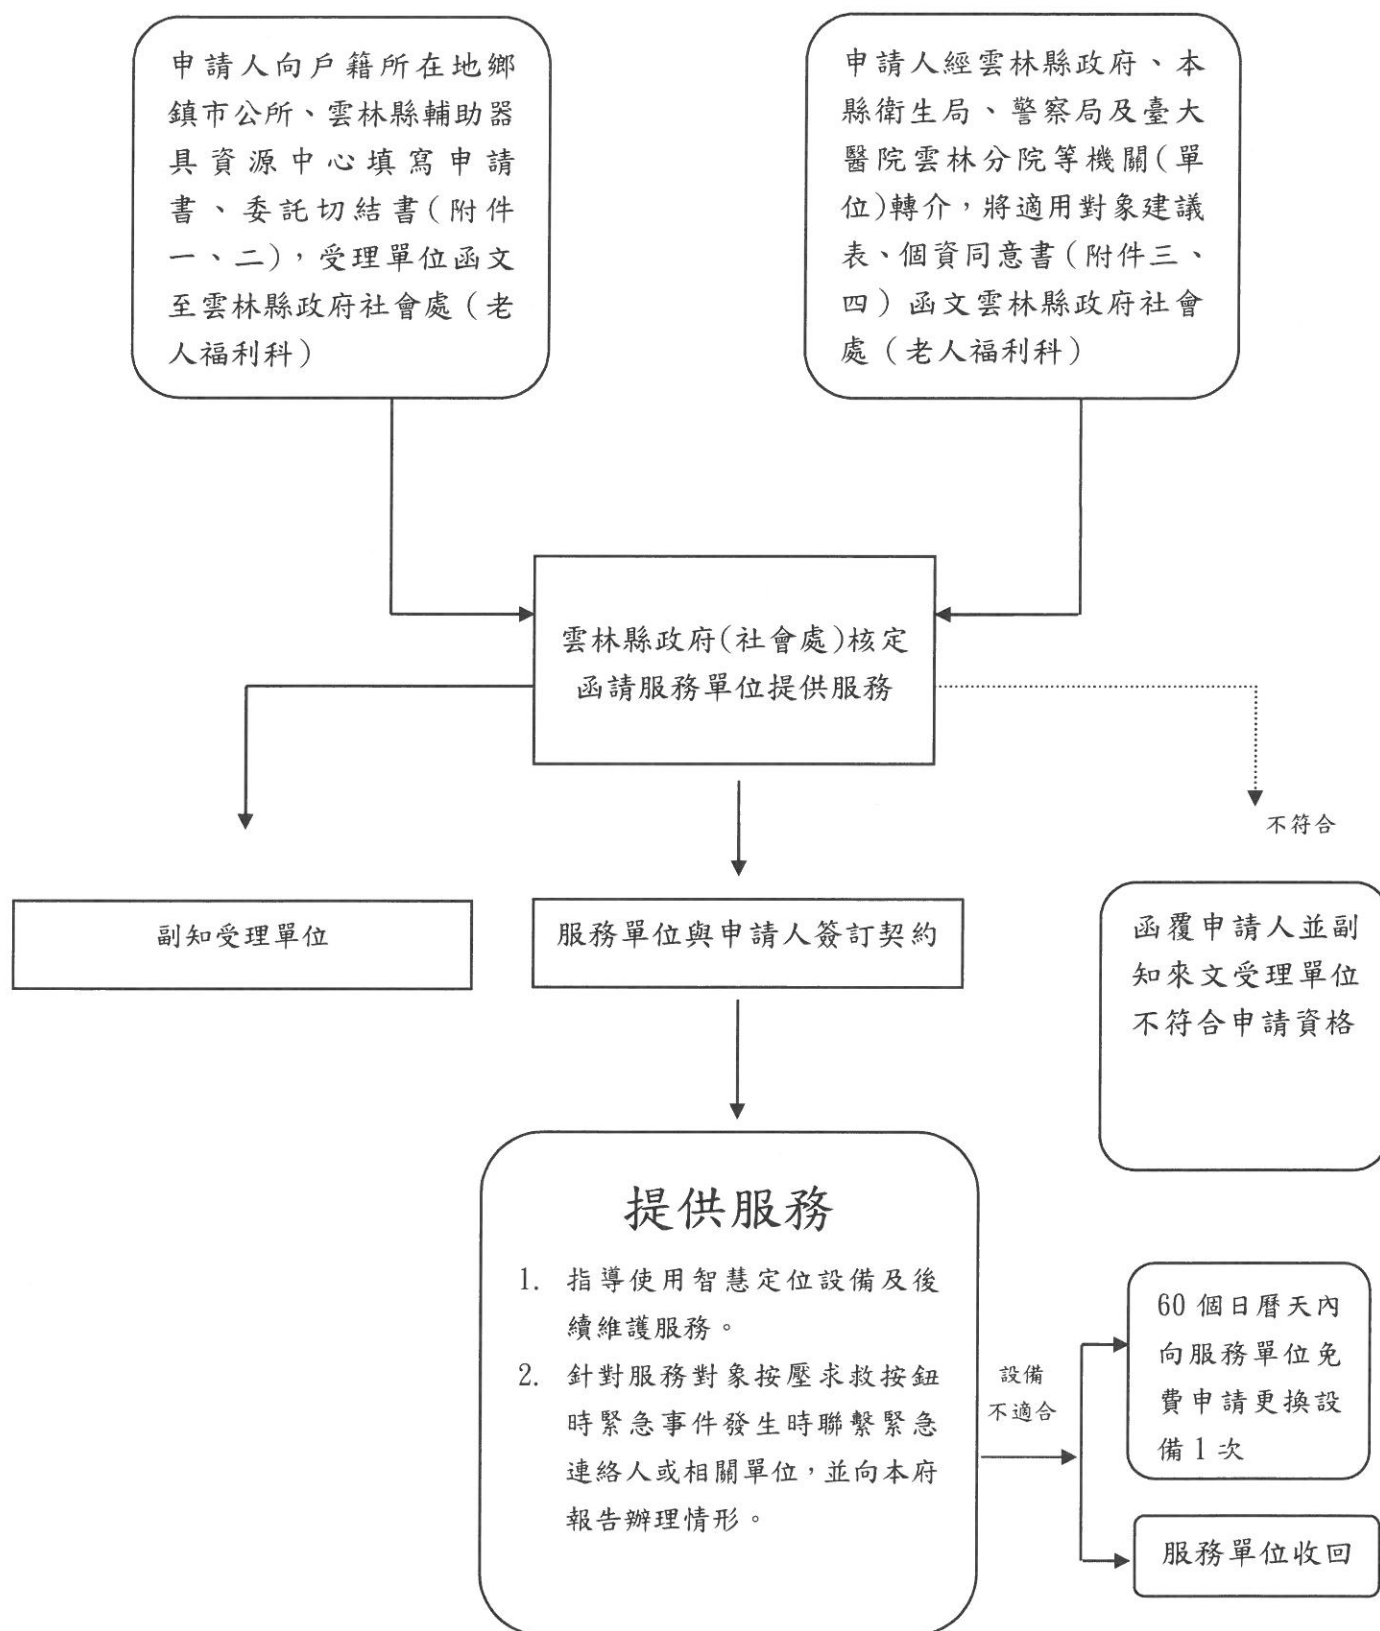 申請人向戶籍所在地鄉
鎮市公所、雲林縣輔助器
具資源中心填寫申請
書、委託切結書(附件
一、二)，受理單位函文
至雲林縣政府社會處（老
人福利科）
申請人經雲林縣政府、本
縣衛生局、警察局及臺大
醫院雲林分院等機關(單
位)轉介，將適用對象建議
表、個資同意書（附件三、
四）函文雲林縣政府社會
處（老人福利科）
雲林縣政府(社會處)核定
函請服務單位提供服務
不符合
副知受理單位
服務單位與申請人簽訂契約
函覆申請人並副
知來文受理單位
不符合申請資格
提供服務
1. 指導使用智慧定位設備及後
續維護服務。
2. 針對服務對象按壓求救按鈕
時緊急事件發生時聯繫緊急
連絡人或相關單位，並向本府
報告辦理情形。
設備
不適合
60 個日曆天內
向服務單位免
費申請更換設
備 1 次
服務單位收回